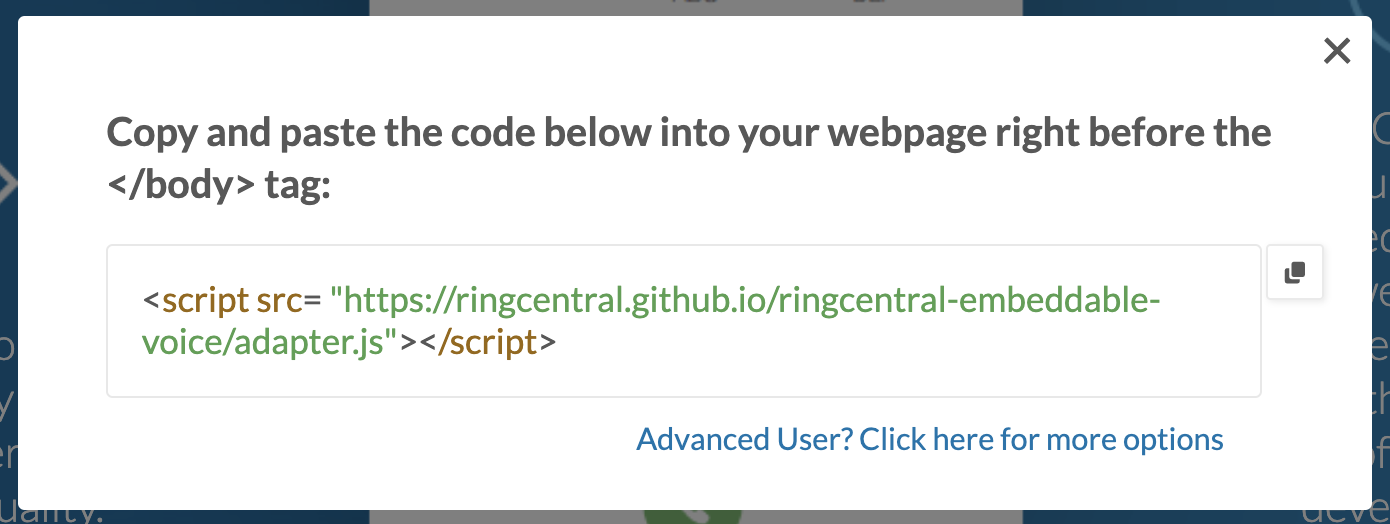 Copy and paste the code below into your webpage right before the
</body> tag:
<script src= "https://ringcentral.github.io/ringcentral-embeddable-
voice/adapter.js"></script>
Advanced User? Click here for more options
uality.